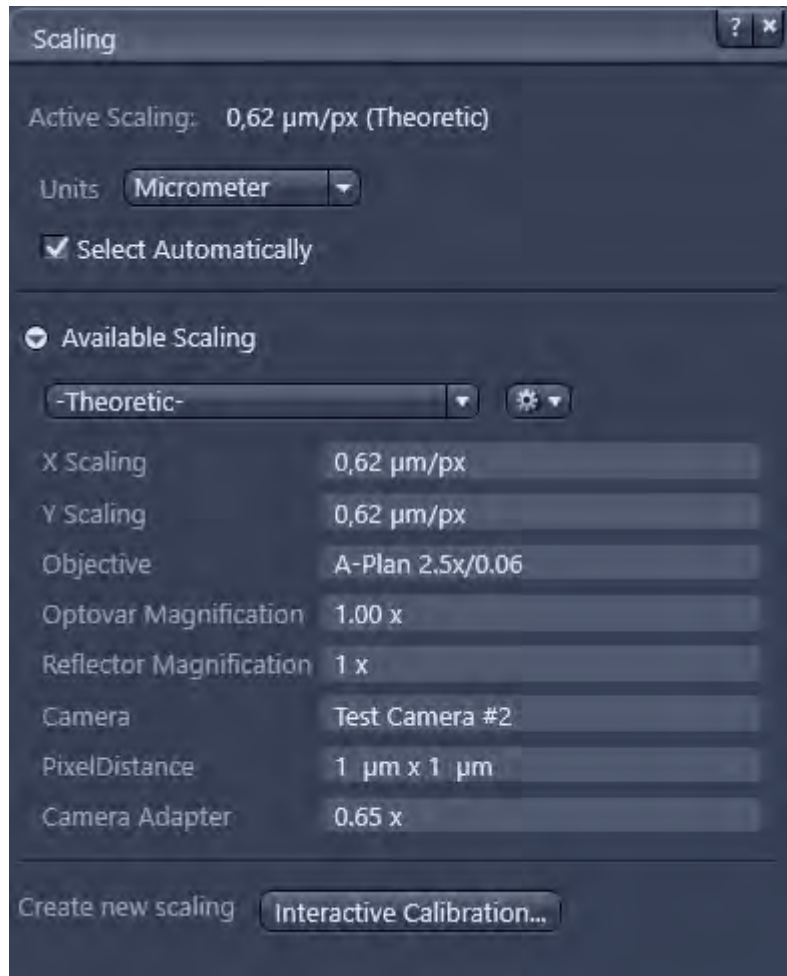 Scaling ? ×
Active Scaling: 0,62 µm/px (Theoretic)
Units Micrometer
Select Automatically
Available Scaling
-Theoretic-
X Scaling 0,62 µm/px
Y Scaling 0,62 µm/px
Objective A-Plan 2.5x/0.06
Optovar Magnification 1.00 x
Reflector Magnification 1 x
Camera Test Camera #2
PixelDistance 1 µm x 1 µm
Camera Adapter 0.65 x
Create new scaling Interactive Calibration...